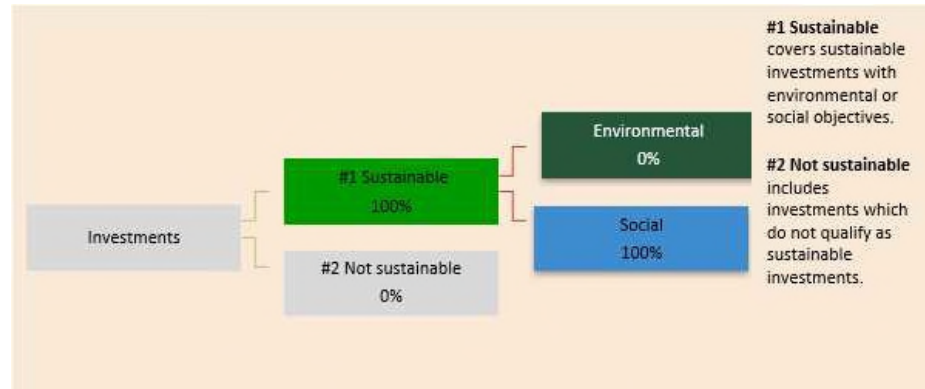 Investments
#1 Sustainable
100%
#2 Not sustainable
0%
Environmental
0%
Social
100%
#1 Sustainable
covers sustainable
investments with
environmental or
social objectives.
#2 Not sustainable
includes
investments which
do not qualify as
sustainable
investments.